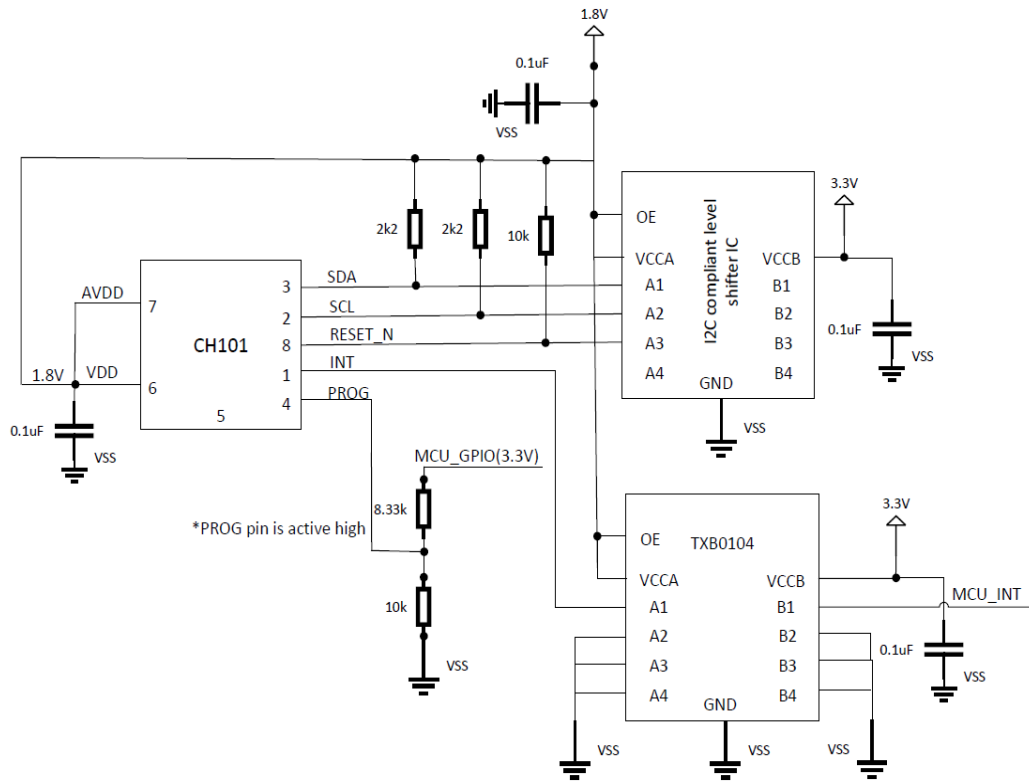 1.8V
0.1uF
VSS
3.3V
2k2
2k2
10k
OE
I2C compliant level
shifter IC
VCCA
VCCB
AVDD
7
3
SDA
A1
B1
2
SCL
A2
B2
CH101
8
RESET_N
A3
B3
0.1uF
VSS
1
INT
A4
B4
1.8V
VDD
6
4
PROG
GND
5
0.1uF
VSS
VSS
MCU_GPIO(3.3V)
8.33k
3.3V
*PROG pin is active high
OE
TXB0104
VCCA
VCCB
MCU_INT
10k
A1
B1
A2
B2
0.1uF
VSS
A3
B3
VSS
A4
B4
GND
VSS
VSS
VSS